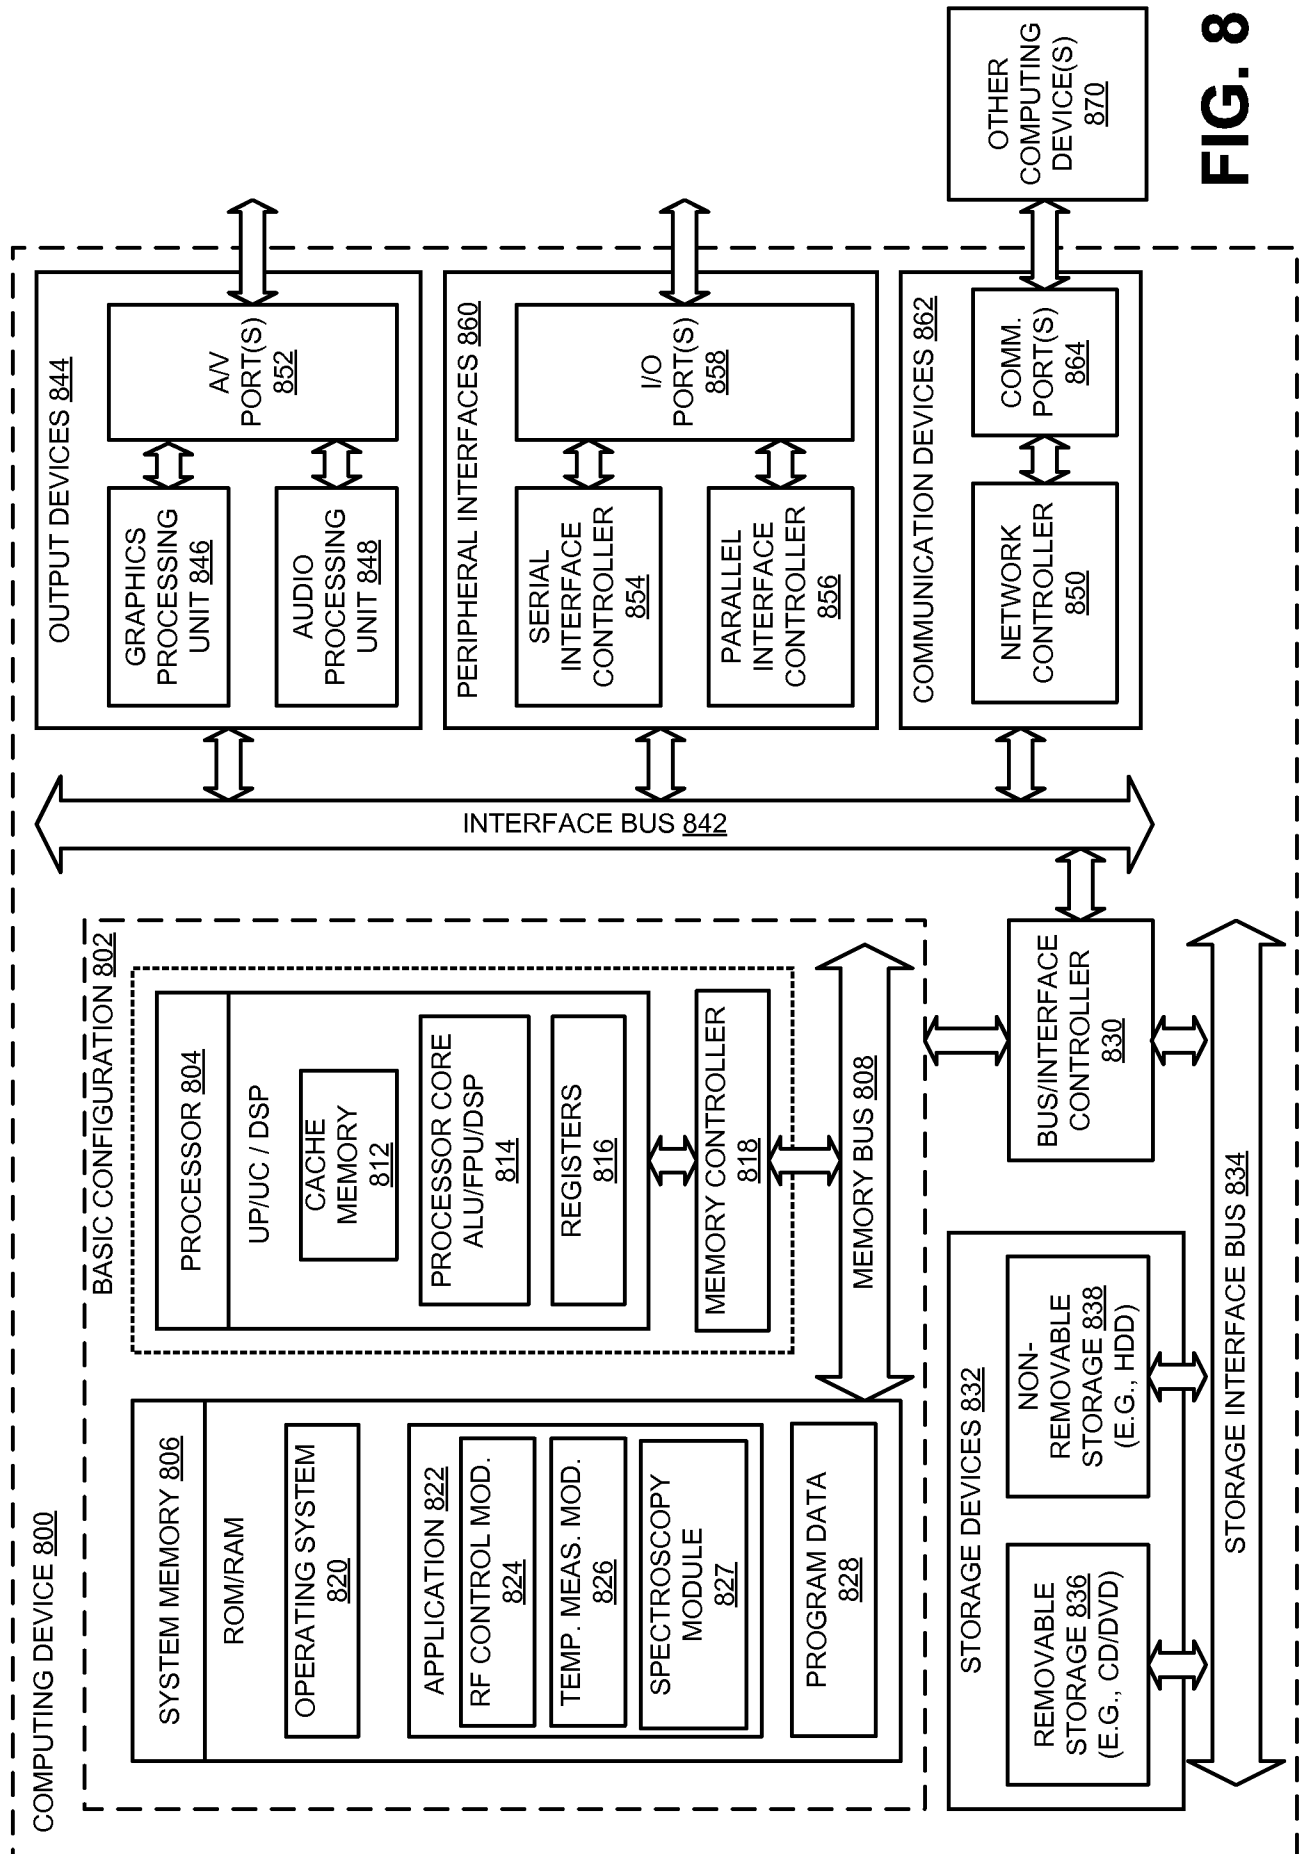 COMPUTING DEVICE 800
BASIC CONFIGURATION 802
SYSTEM MEMORY 806
ROM/RAM
OPERATING SYSTEM
820
APPLICATION 822
RF CONTROL MOD.
824
TEMP. MEAS. MOD.
826
SPECTROSCOPY
MODULE
827
PROGRAM DATA
828
PROCESSOR 804
UP/UC / DSP
CACHE
MEMORY
812
PROCESSOR CORE
ALU/FPU/DSP
814
REGISTERS
816
MEMORY CONTROLLER
818
MEMORY BUS 808
BUS/INTERFACE
CONTROLLER
830
STORAGE DEVICES 832
REMOVABLE
STORAGE 836
(E.G., CD/DVD)
NON-
REMOVABLE
STORAGE 838
(E.G., HDD)
STORAGE INTERFACE BUS 834
INTERFACE BUS 842
OUTPUT DEVICES 844
GRAPHICS
PROCESSING
UNIT 846
AUDIO
PROCESSING
UNIT 848
A/V
PORT(S)
852
PERIPHERAL INTERFACES 860
SERIAL
INTERFACE
CONTROLLER
854
PARALLEL
INTERFACE
CONTROLLER
856
I/O
PORT(S)
858
COMMUNICATION DEVICES 862
NETWORK
CONTROLLER
850
COMM.
PORT(S)
864
OTHER
COMPUTING
DEVICE(S)
870
FIG. 8